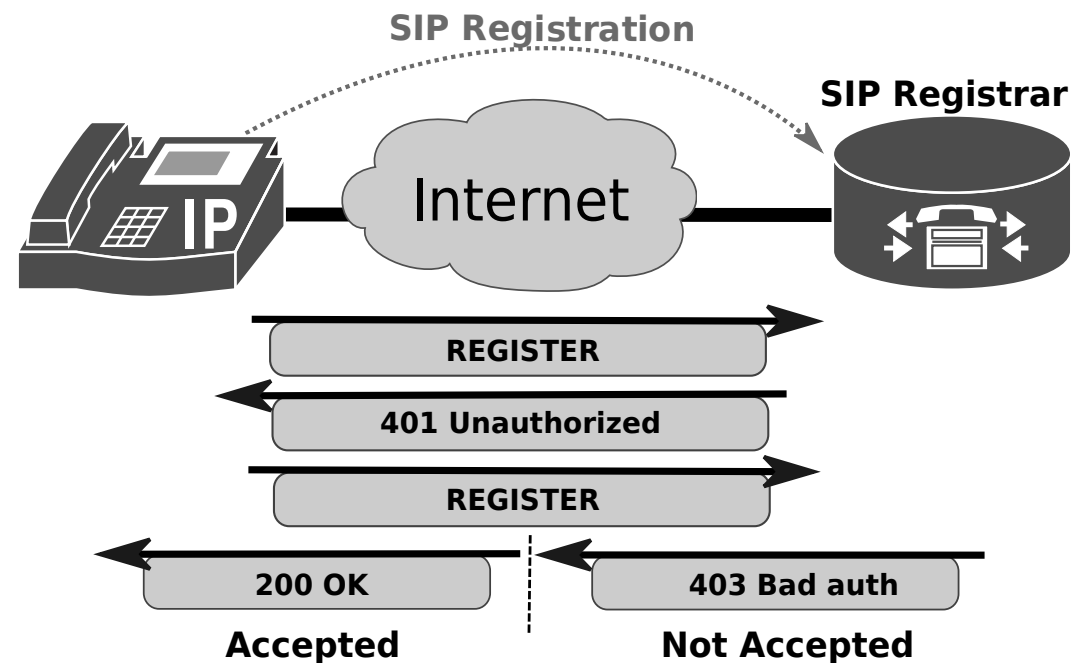 SIP Registration
SIP Registrar
IP
Internet
REGISTER
401 Unauthorized
REGISTER
200 OK
403 Bad auth
Accepted
Not Accepted